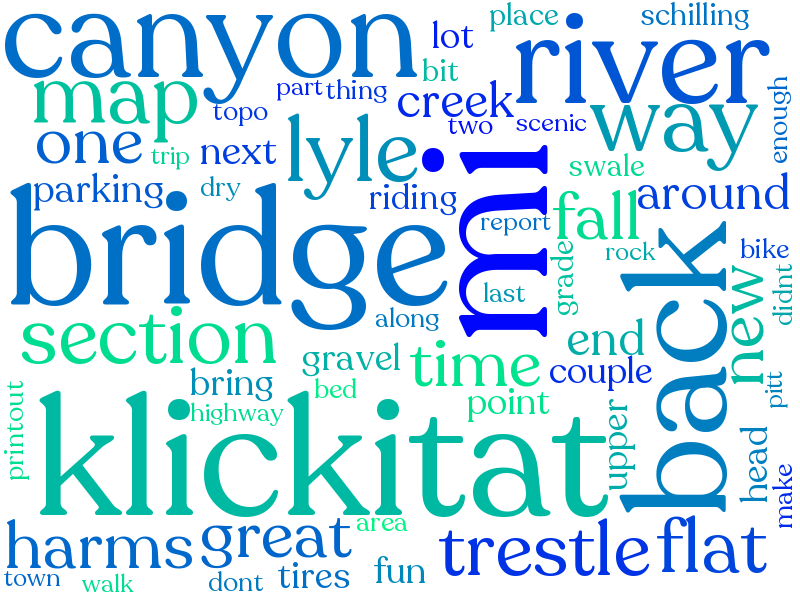 canyon
lot
place
schilling
river
map
bit
part
thing
creek
topo
two
scenic
way
enough
one
trip
next
lyle
mi
swale
parking
dry
riding
around
bridge
report
fall
rock
bike
back
grade
last
new
didnt
along
section
gravel
time
end
couple
bring
bed
point
pitt
printout
highway
klickitat
upper
head
make
harms
great
area
trestle
flat
town
walk
dont
tires
fun